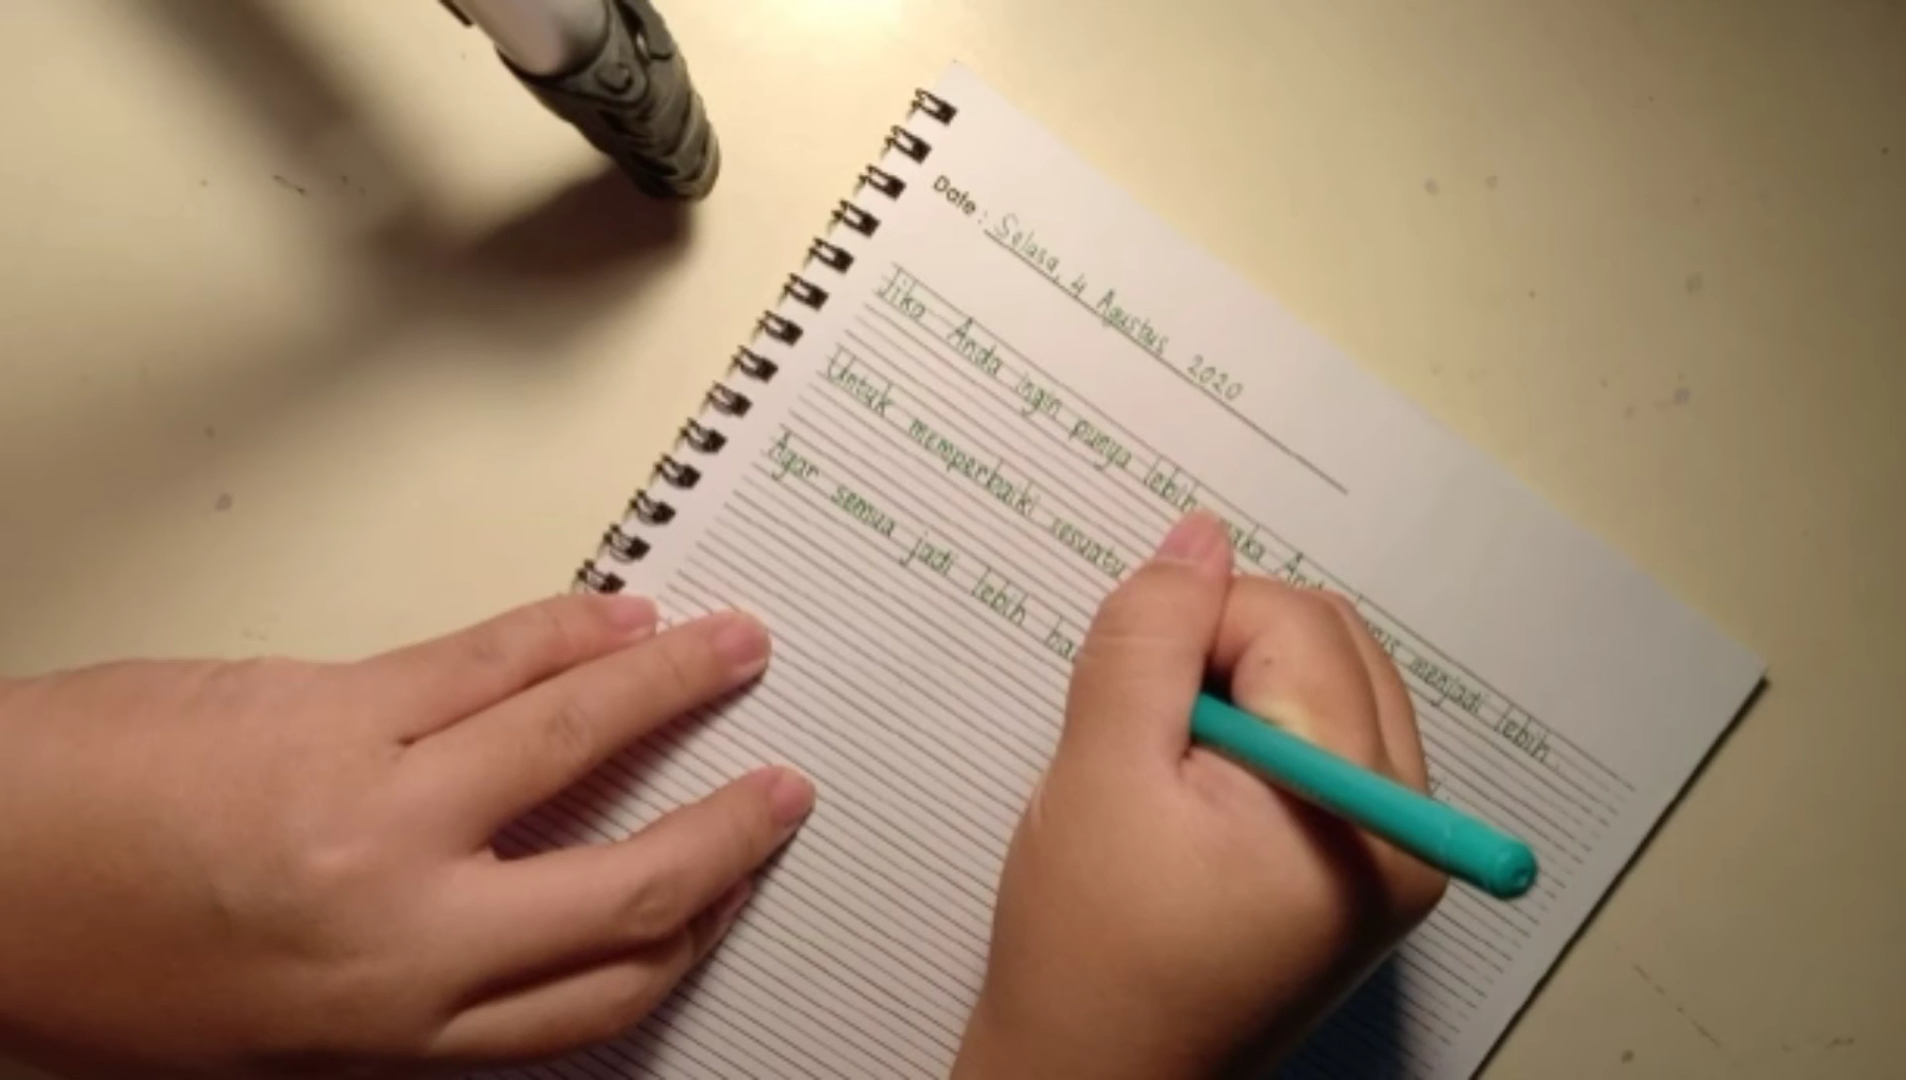 Date : Selasa, 4 Agustus 2020
Jika Anda ingin punya lebih menjadi lebih.
Untuk memperbaiki sesuatu
Agar semua jadi lebih